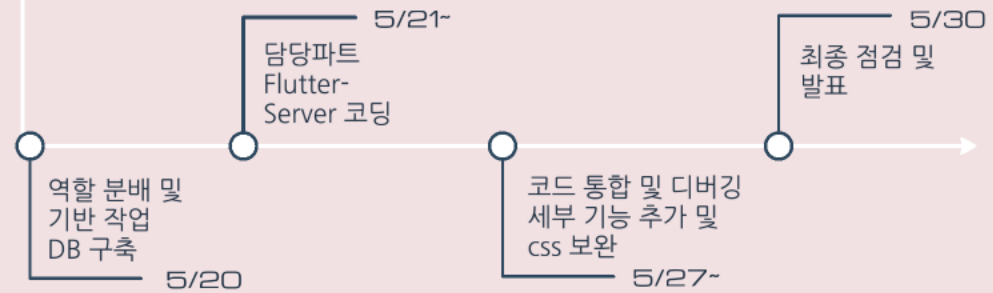 5/21~
담당파트
Flutter-
Server 코딩
5/30
최종 점검 및
발표
역할 분배 및
기반 작업
DB 구축
5/20
코드 통합 및 디버깅
세부 기능 추가 및
css 보완
5/27~